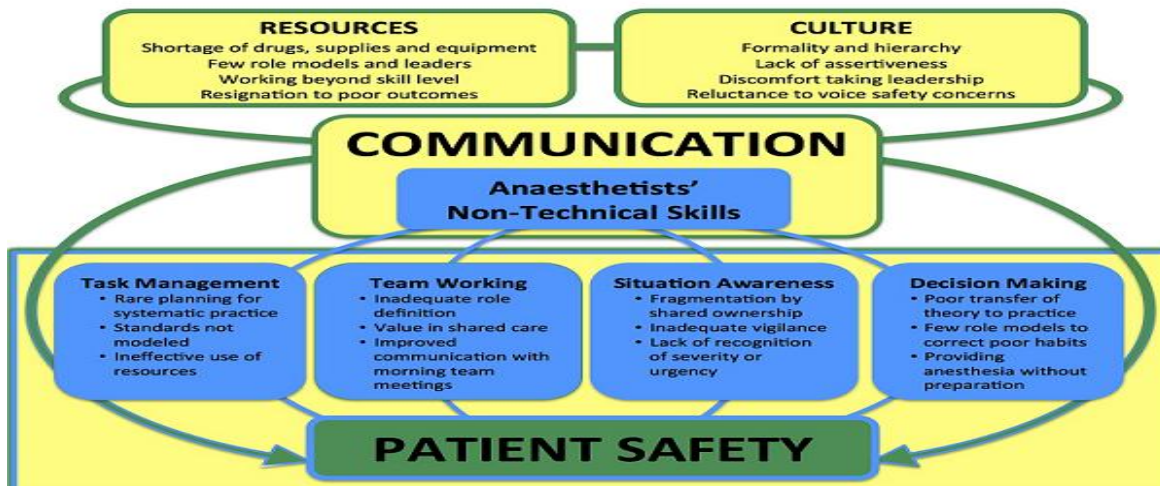 RESOURCES
Shortage of drugs, supplies and equipment
Few role models and leaders
Working beyond skill level
Resignation to poor outcomes
CULTURE
Formality and hierarchy
Lack of assertiveness
Discomfort taking leadership
Reluctance to voice safety concerns
COMMUNICATION
Anaesthetists'
Non-Technical Skills
Task Management
• Rare planning for
systematic practice
• Standards not
modeled
• Ineffective use of
resources
Team Working
• Inadequate role
definition
• Value in shared care
• Improved
communication with
morning team
meetings
Situation Awareness
• Fragmentation by
shared ownership
• Inadequate vigilance
• Lack of recognition
of severity or
urgency
Decision Making
• Poor transfer of
theory to practice
• Few role models to
correct poor habits
• Providing
anesthesia without
preparation
PATIENT SAFETY